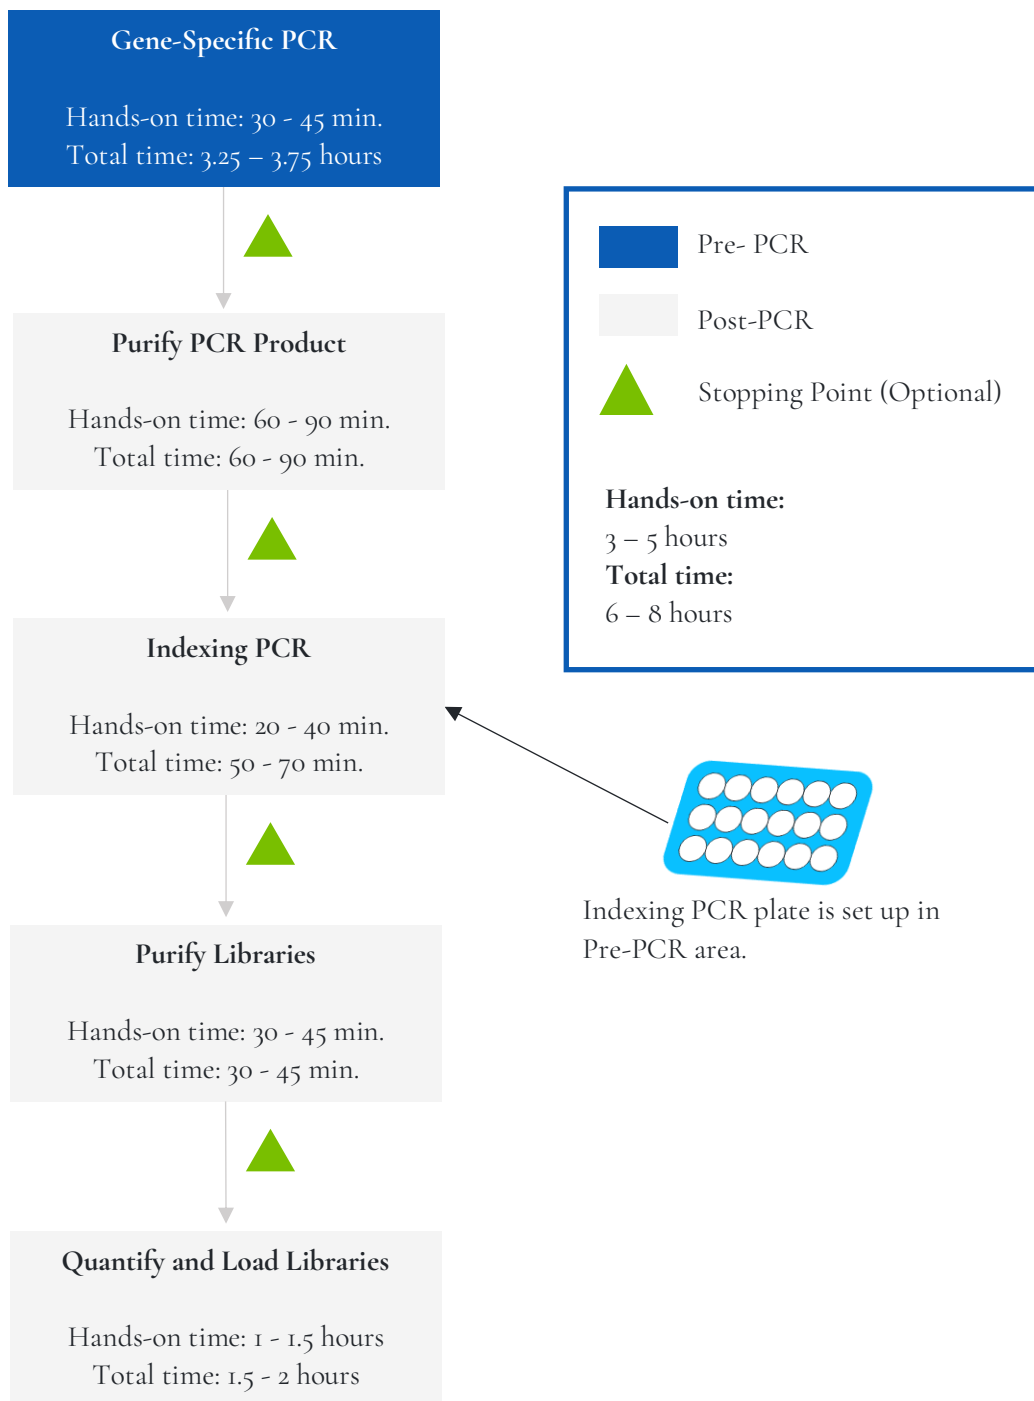 Gene-Specific PCR
Hands-on time: 30 - 45 min.
Total time: 3.25 – 3.75 hours
Purify PCR Product
Hands-on time: 60 - 90 min.
Total time: 60 - 90 min.
Indexing PCR
Hands-on time: 20 - 40 min.
Total time: 50 - 70 min.
Purify Libraries
Hands-on time: 30 - 45 min.
Total time: 30 - 45 min.
Quantify and Load Libraries
Hands-on time: 1 - 1.5 hours
Total time: 1.5 - 2 hours
Pre- PCR
Post-PCR
Stopping Point (Optional)
Hands-on time:
3 – 5 hours
Total time:
6 – 8 hours
Indexing PCR plate is set up in
Pre-PCR area.